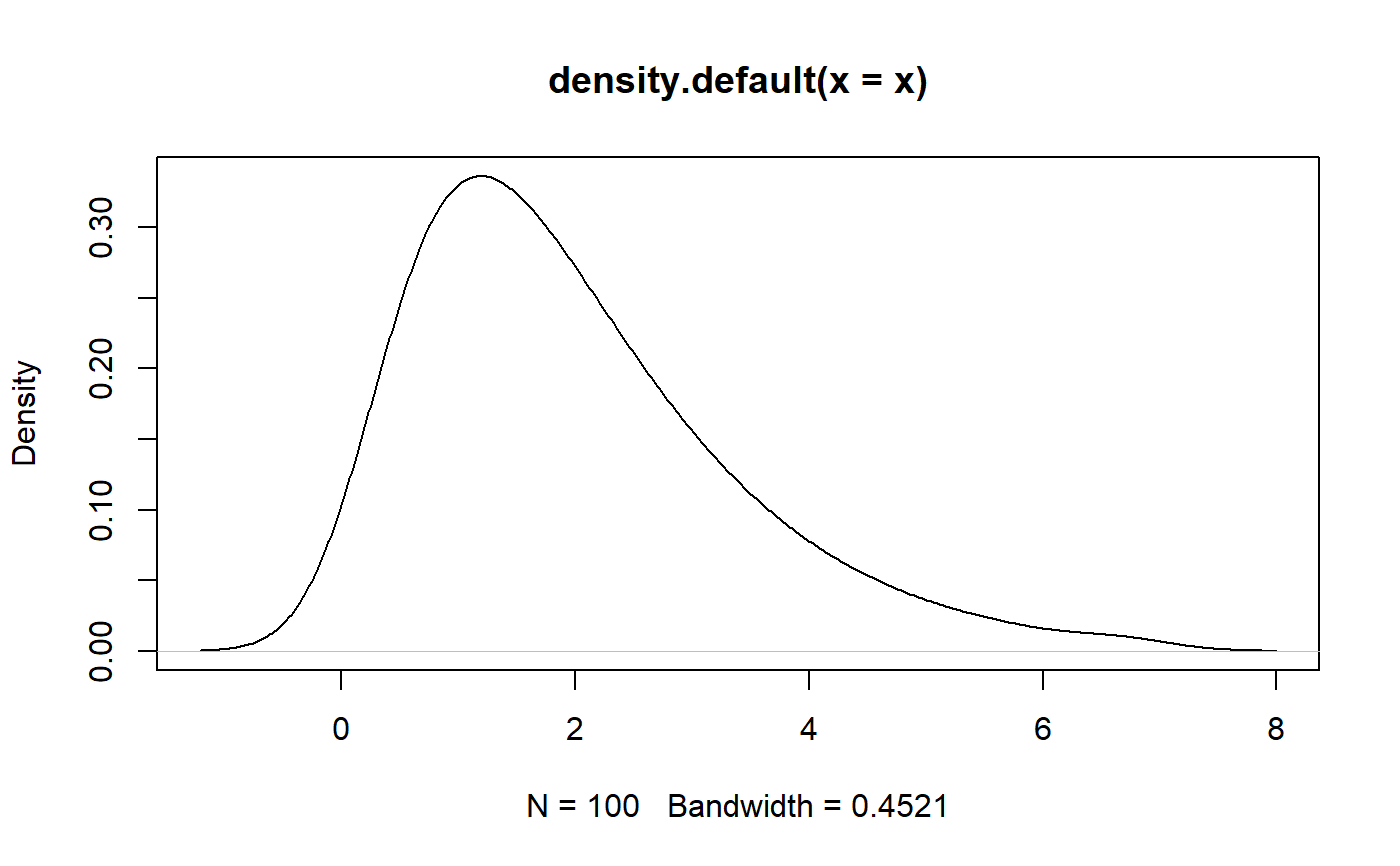 density.default(x = x)
Density
0.30
0.20
0.10
0.00
0 2 4 6 8
N = 100 Bandwidth = 0.4521